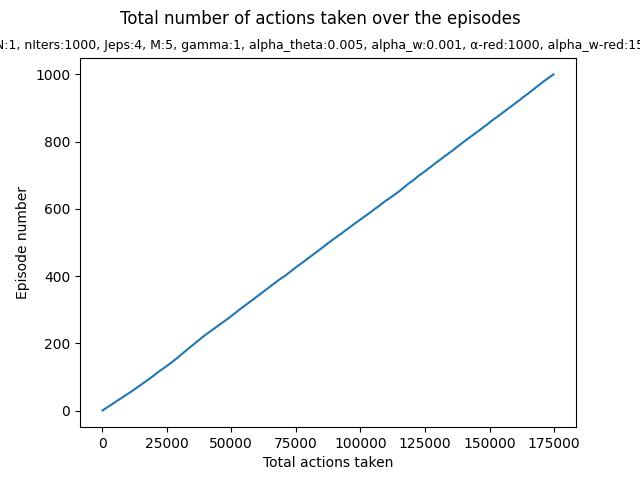 Total number of actions taken over the episodes
:1, nIters:1000, Jeps:4, M:5, gamma:1, alpha_theta:0.005, alpha_w:0.001, α-red:1000, alpha_w-red:15
1000
800
600
400
200
0
Episode number
0 25000 50000 75000 100000 125000 150000 175000
Total actions taken